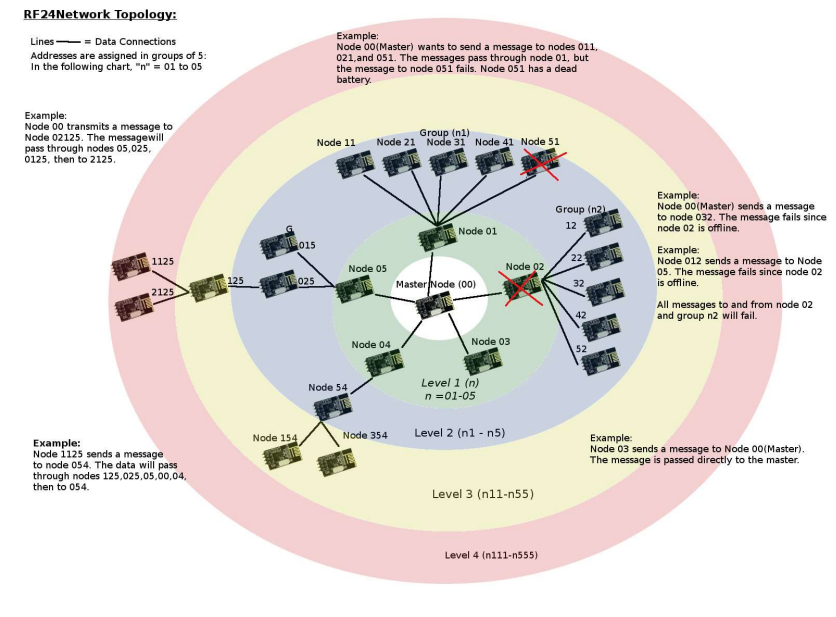 RF24Network Topology:
Lines = Data Connections
Addresses are assigned in groups of 5:
In the following chart, "n" = 01 to 05
Example:
Node 00(Master) wants to send a message to nodes 011,
021,and 051. The messages pass through node 01, but
the message to node 051 fails. Node 051 has a dead
battery.
Example:
Node 00 transmits a message to
Node 02125. The messagewill
pass through nodes 05,025,
0125, then to 2125.
Group (n1)
Node 11
Node 21
Node 31
Node 41
Node 51
Node 01
Example:
Node 00(Master) sends a message
to node 032. The message fails since
node 02 is offline.
Example:
Node 012 sends a message to Node
05. The message fails since node 02
is offline.
All messages to and from node 02
and group n2 will fail.
Group (n2)
12
22
32
42
52
G
015
025
125
1125
2125
Node 05
Node 02
Master Node (00)
Node 04
Node 03
Level 1 (n)
n =01-05
Node 54
Node 154
Node 354
Level 2 (n1 - n5)
Example:
Node 1125 sends a message
to node 054. The data will pass
through nodes 125,025,05,00,04,
then to 054.
Example:
Node 03 sends a message to Node 00(Master).
The message is passed directly to the master.
Level 3 (n11-n55)
Level 4 (n111-n555)